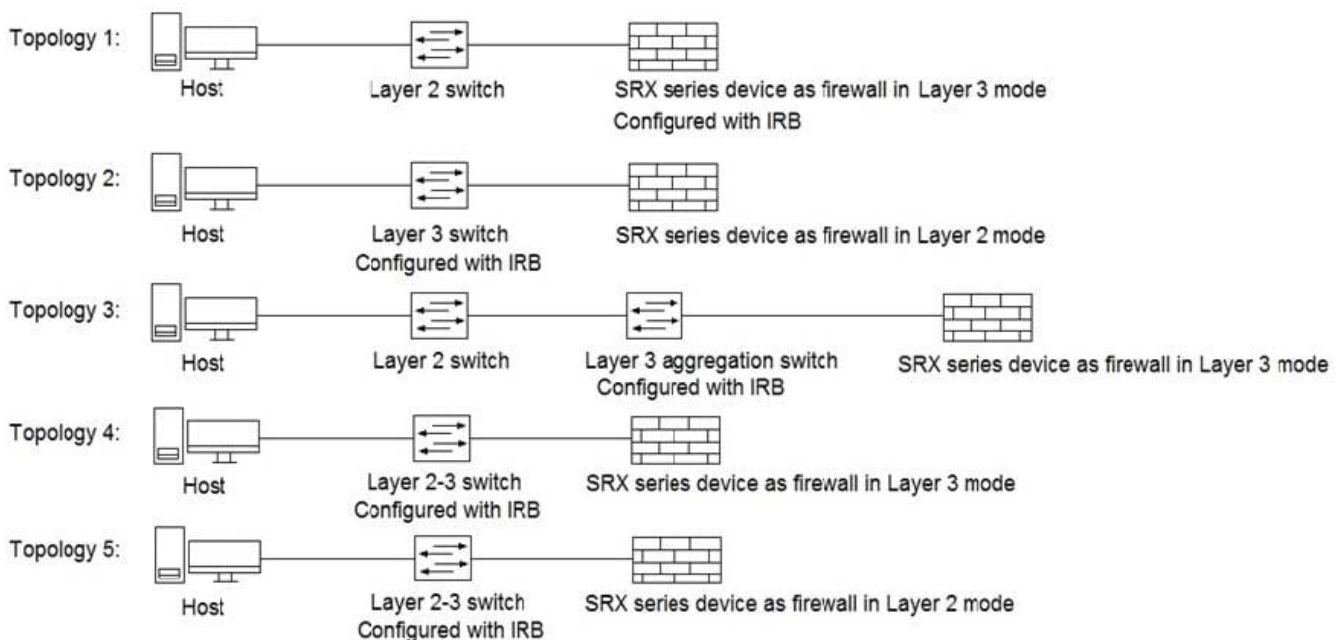 Topology 1:
Host
Layer 2 switch
SRX series device as firewall in Layer 3 mode
Configured with IRB
Topology 2:
Host
Layer 3 switch
Configured with IRB
SRX series device as firewall in Layer 2 mode
Topology 3:
Host
Layer 2 switch
Layer 3 aggregation switch
Configured with IRB
SRX series device as firewall in Layer 3 mode
Topology 4:
Host
Layer 2-3 switch
Configured with IRB
SRX series device as firewall in Layer 3 mode
Topology 5:
Host
Layer 2-3 switch
Configured with IRB
SRX series device as firewall in Layer 2 mode